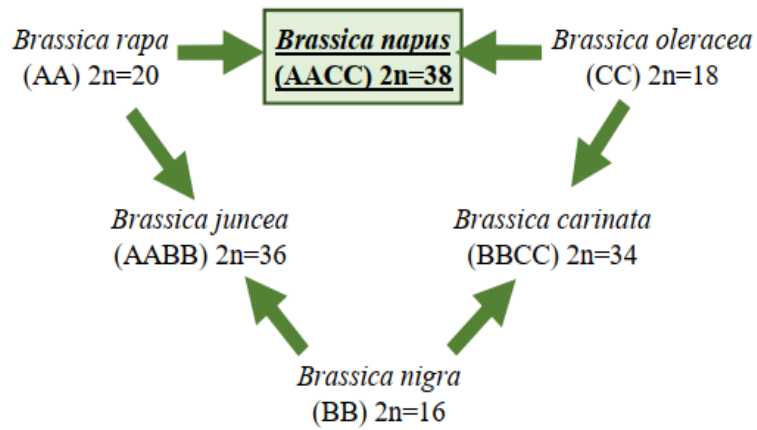 Brassica rapa
(AA) 2n=20
Brassica napus
(AACC) 2n=38
Brassica oleracea
(CC) 2n=18
Brassica juncea
(AABB) 2n=36
Brassica carinata
(BBCC) 2n=34
Brassica nigra
(BB) 2n=16